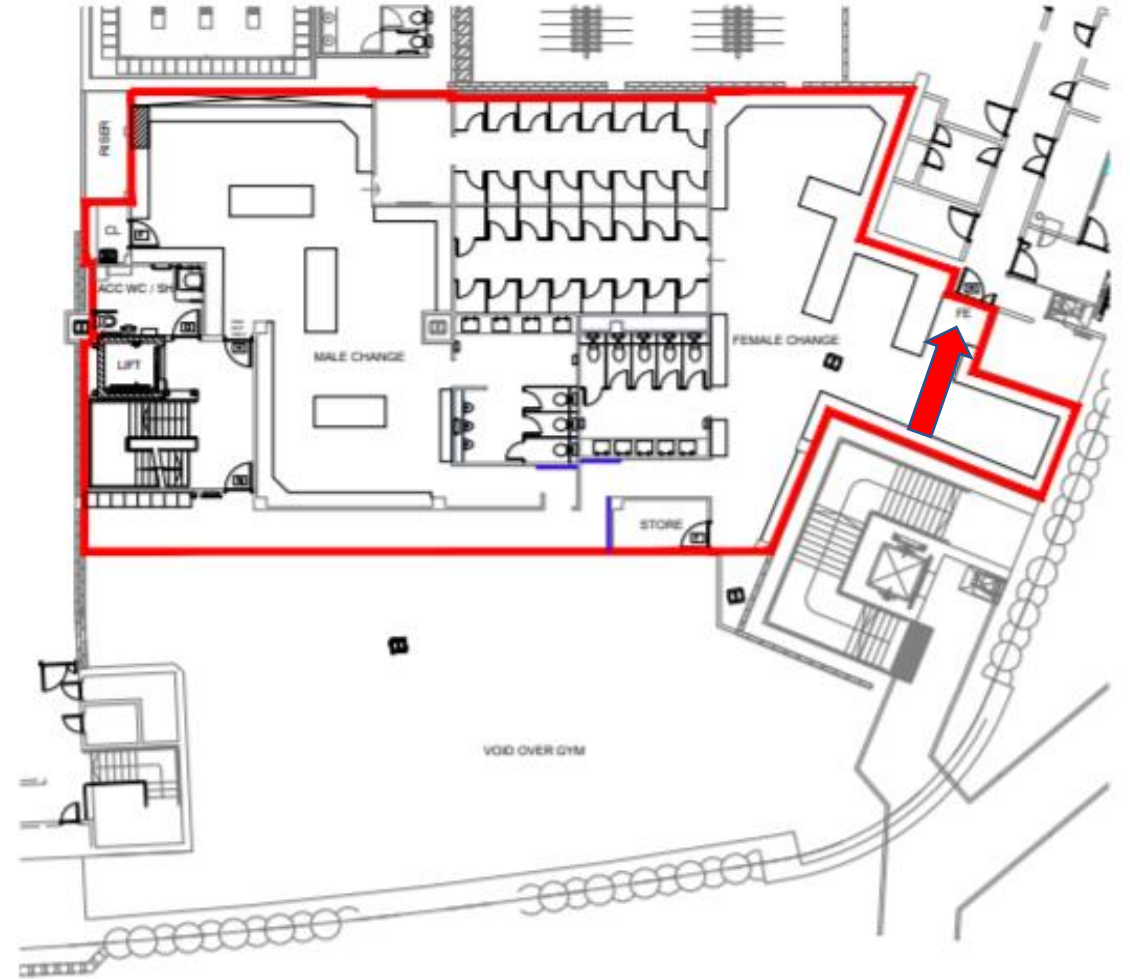 RISER
CL
ACC WC / SH
LIFT
MALE CHANGE
FEMALE CHANGE
FE
STORE
VOID OVER GYM